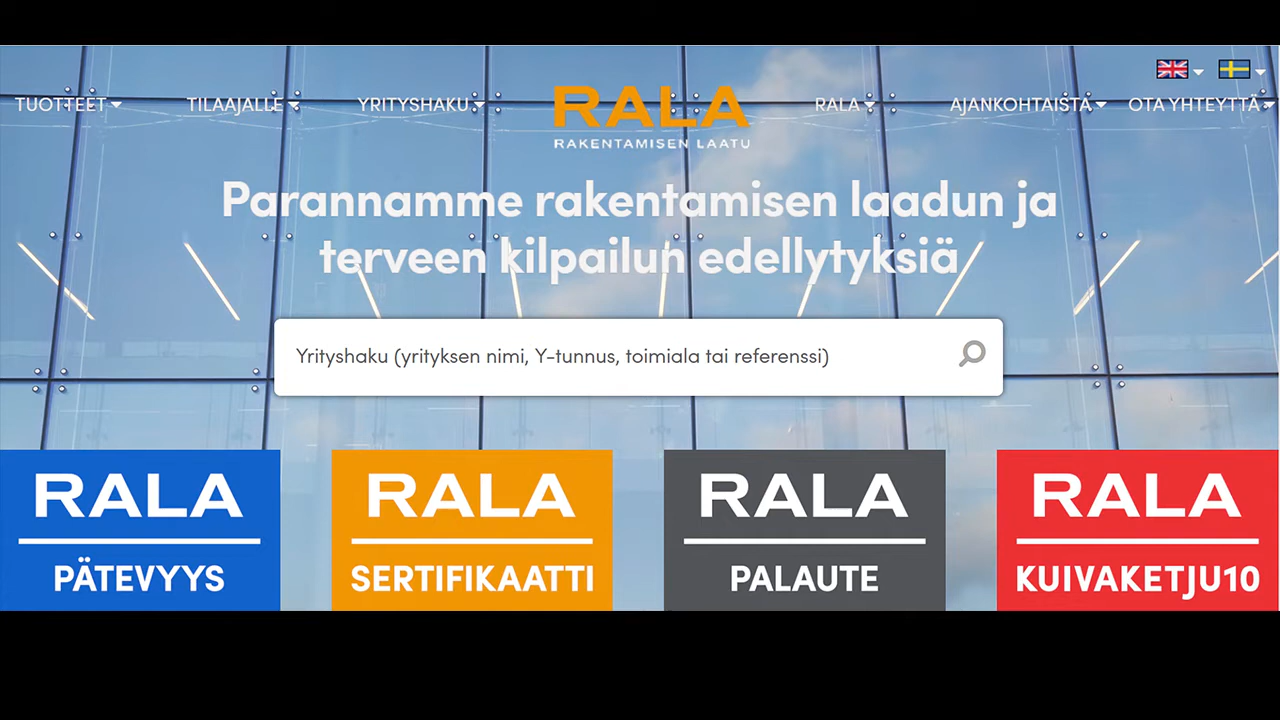 TUOTTEET
TILAAJALLE
YRITYSHAKU
RALA
RAKENTAMISEN LAATU
RALA
AJANKOHTAISTA
OTA YHTEYTTÄ
Parannamme rakentamisen laadun ja
terveen kilpailun edellytyksiä
Yrityshaku (yrityksen nimi, Y-tunnus, toimiala tai referenssi)
RALA
PÄTEVYYS
RALA
SERTIFIKAATTI
RALA
PALAUTE
RALA
KUIVAKETJU10